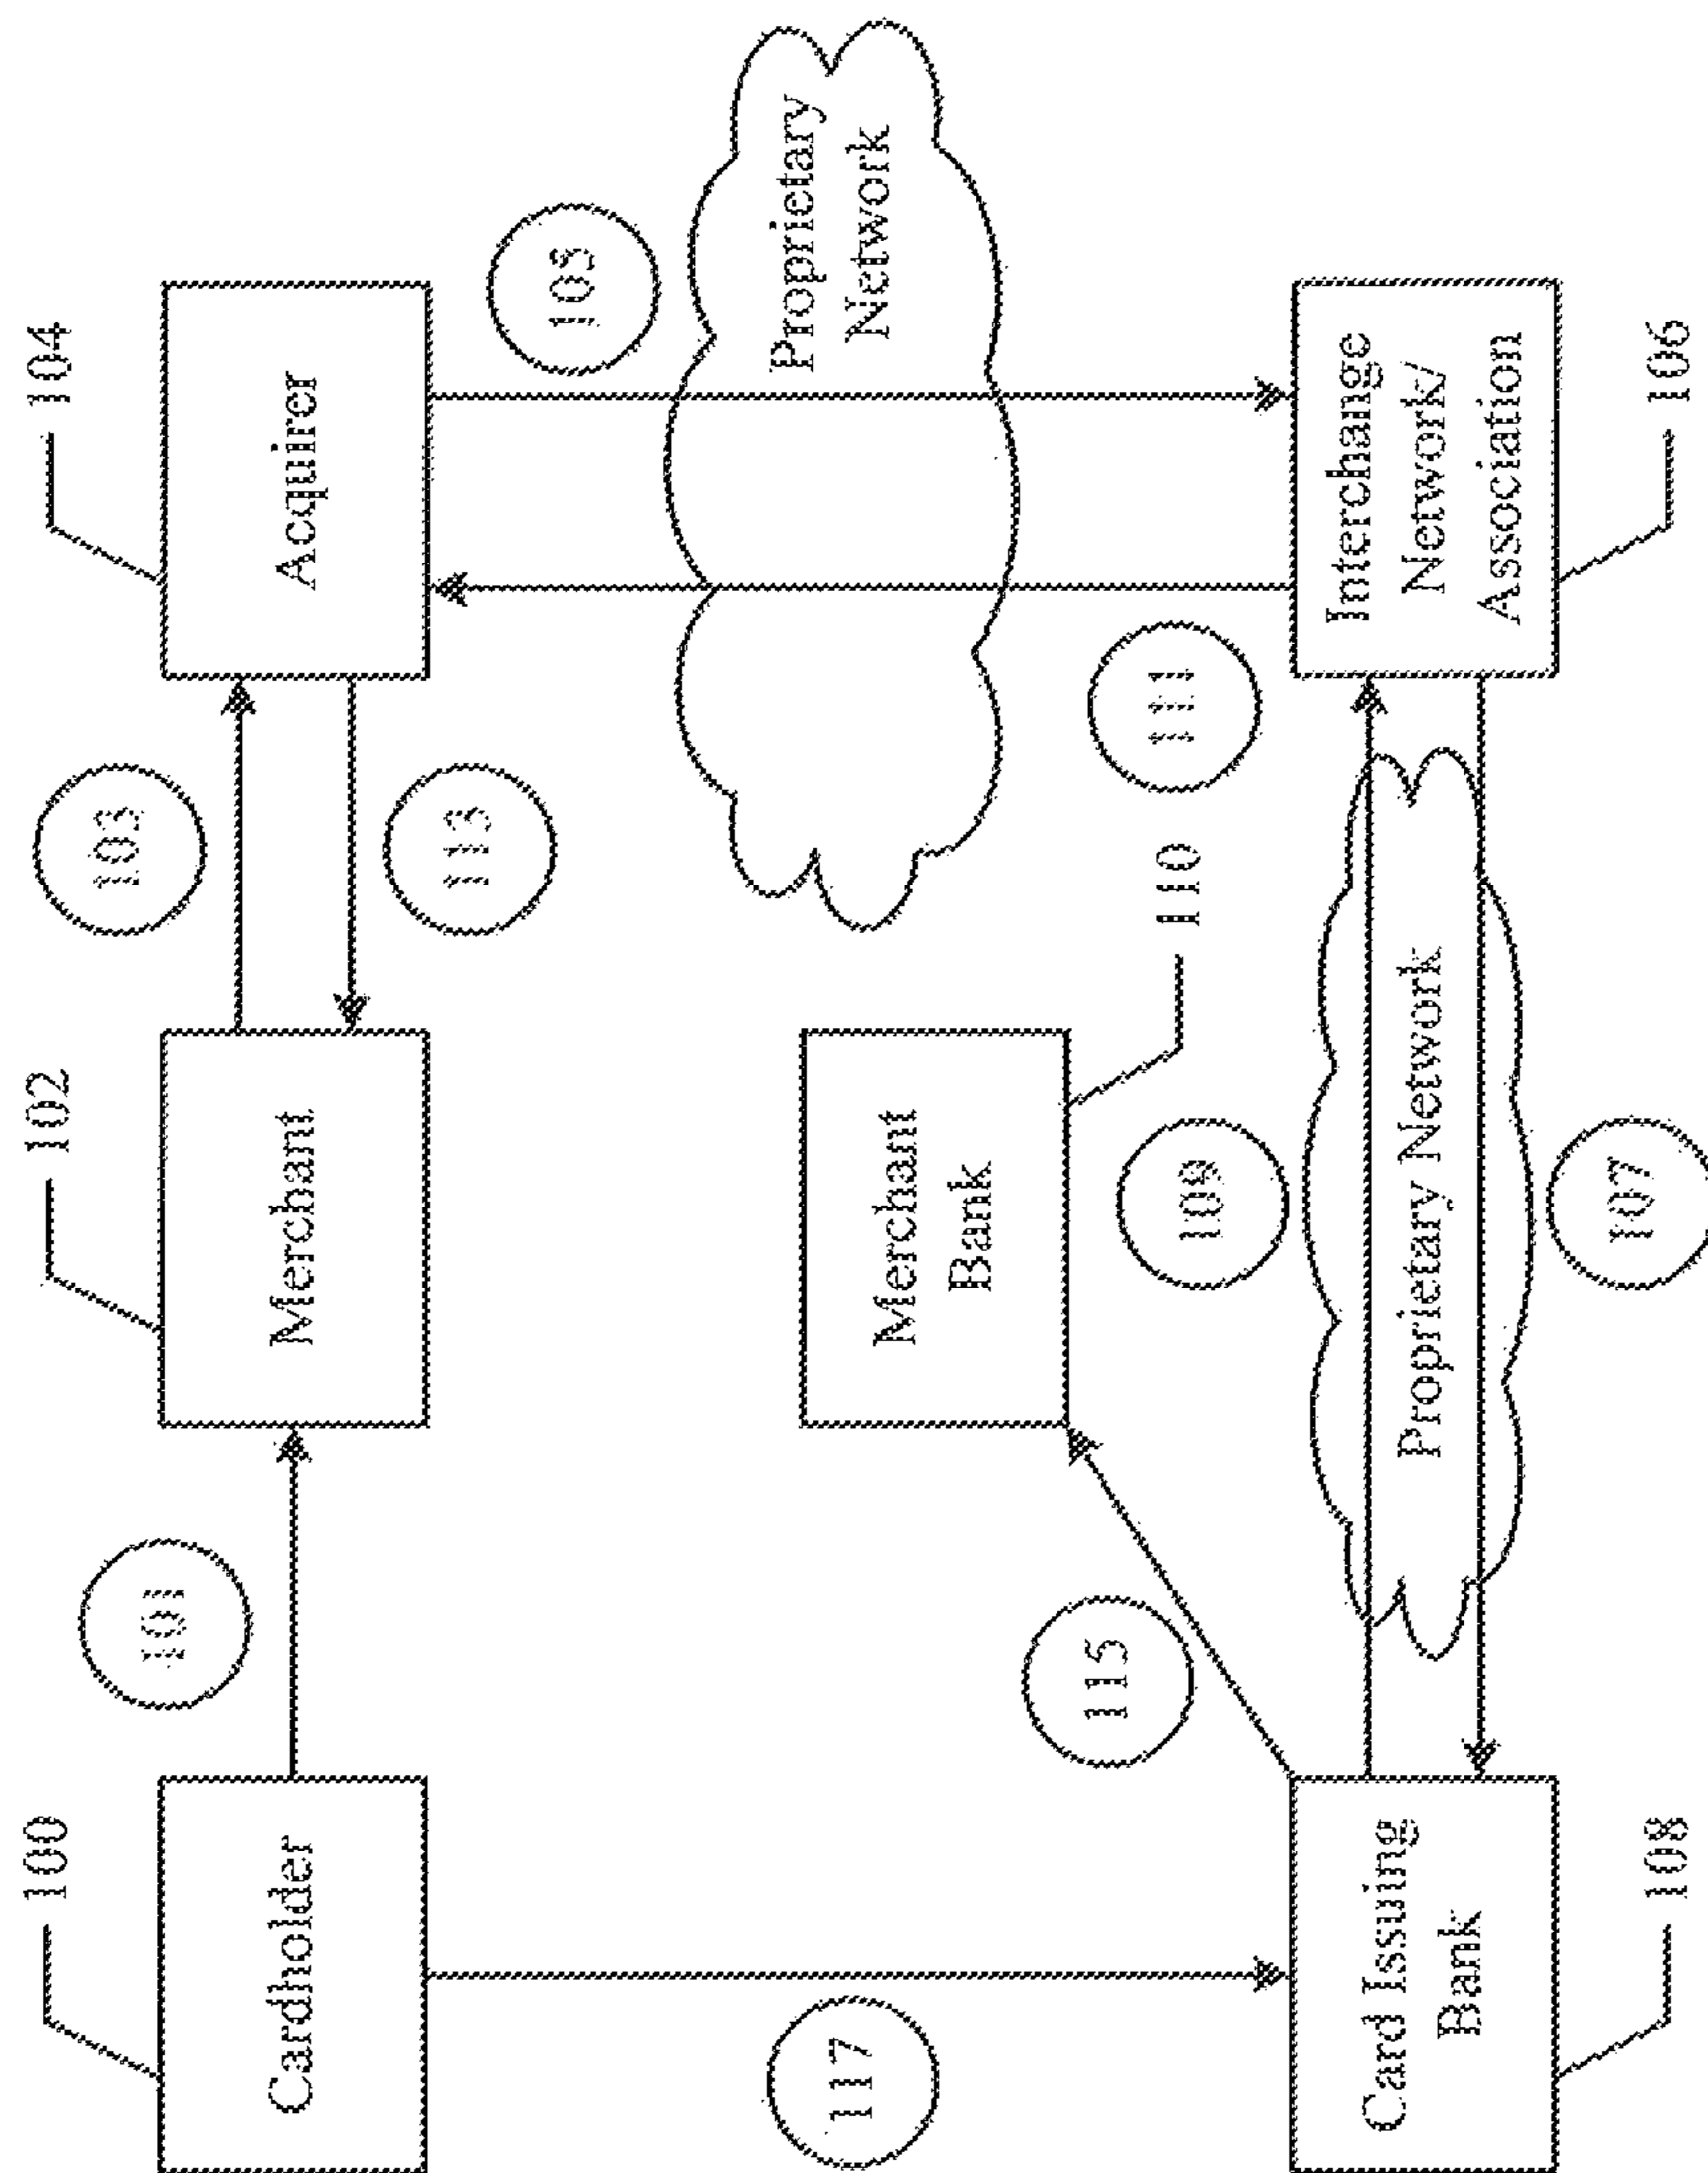 100
102
104
Cardholder
Merchant
Acquirer
101
103
113
105
117
115
Merchant
Bank
110
Proprietary
Network
109
111
Card Issuing
Bank
Proprietary Network
Interchange
Network/
Association
108
107
106